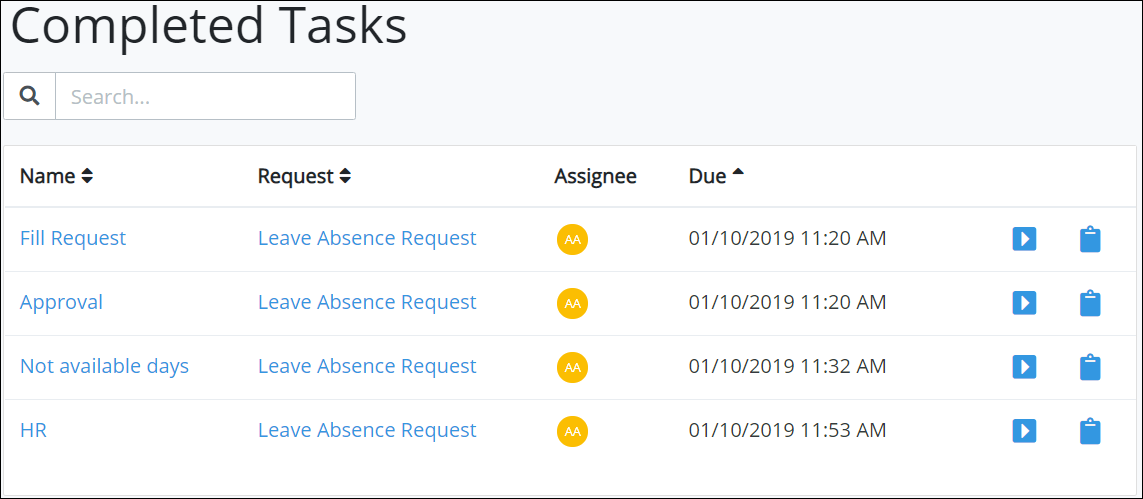 Completed Tasks
Search...
Name Request Assignee Due
Fill Request Leave Absence Request AA 01/10/2019 11:20 AM
Approval Leave Absence Request AA 01/10/2019 11:20 AM
Not available days Leave Absence Request AA 01/10/2019 11:32 AM
HR Leave Absence Request AA 01/10/2019 11:53 AM